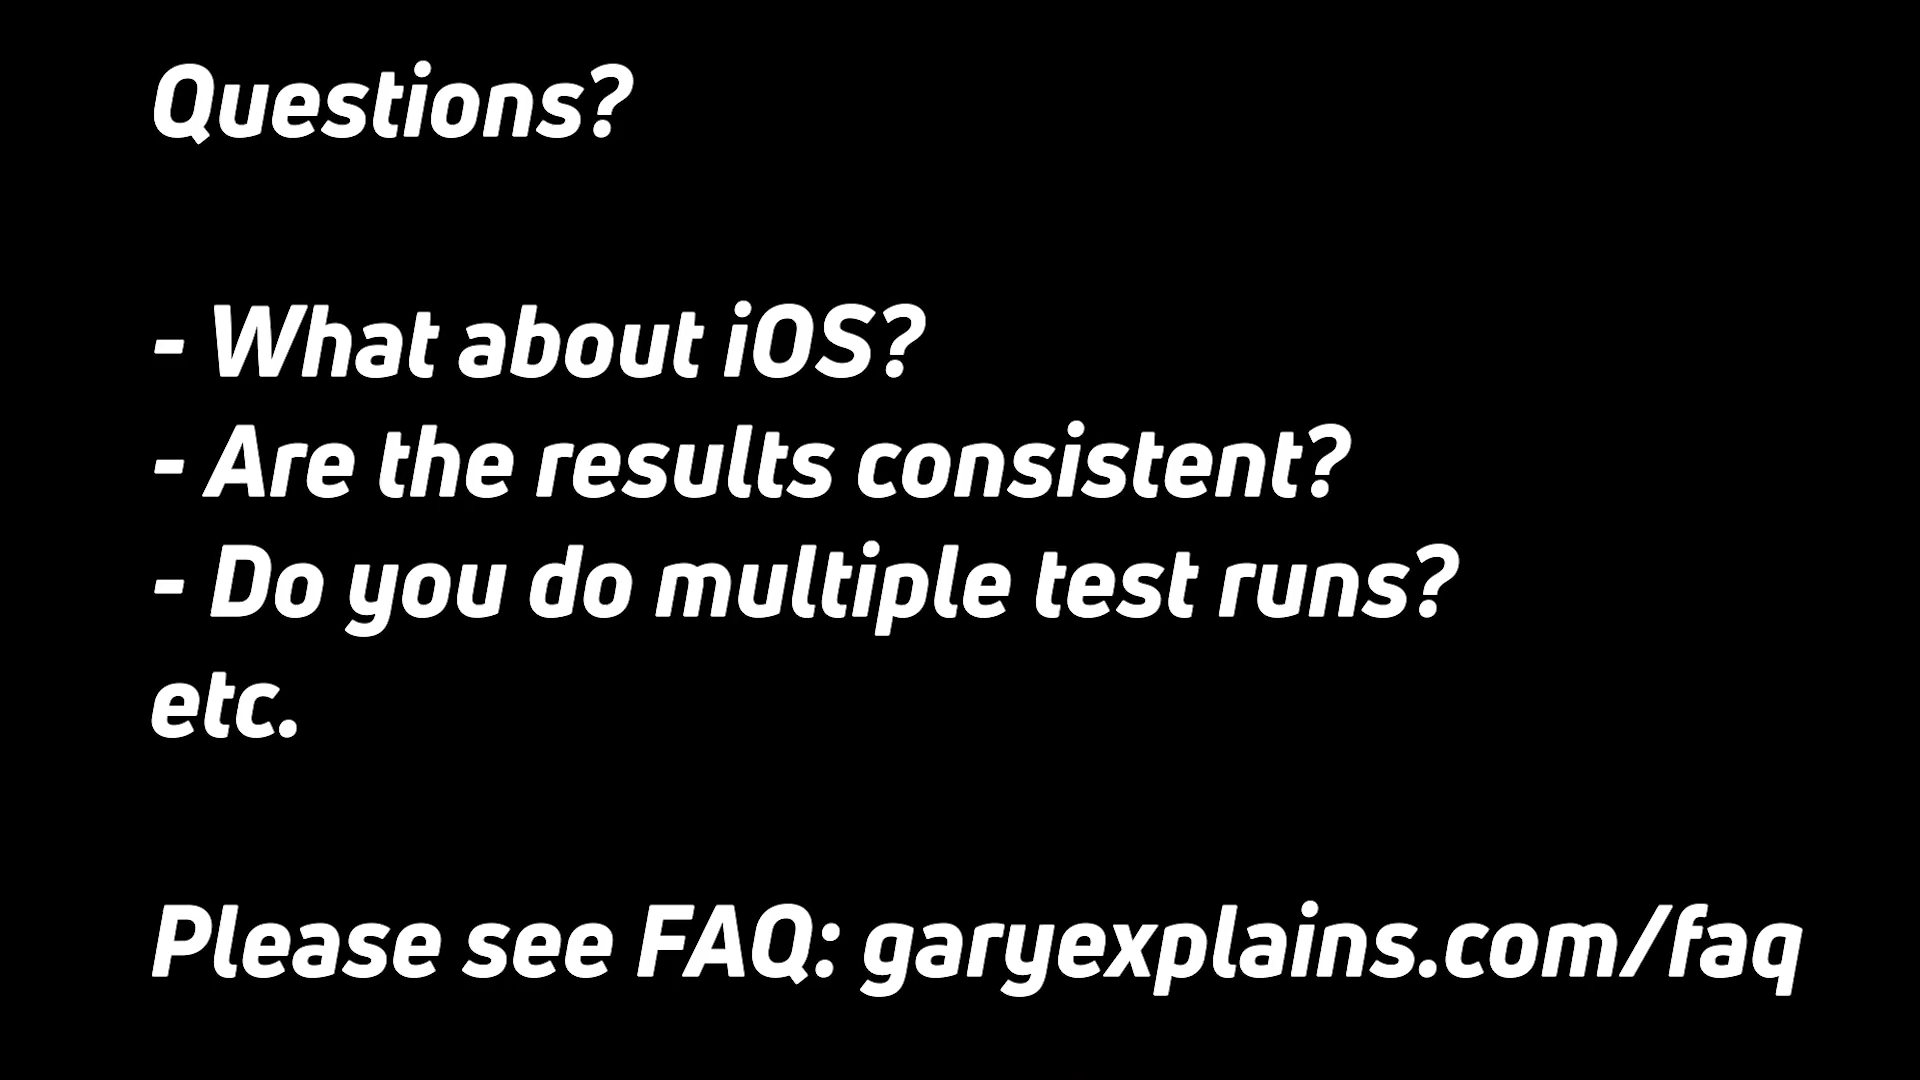 Questions?
- What about iOS?
- Are the results consistent?
- Do you do multiple test runs?
etc.
Please see FAQ: garyexplains.com/faq